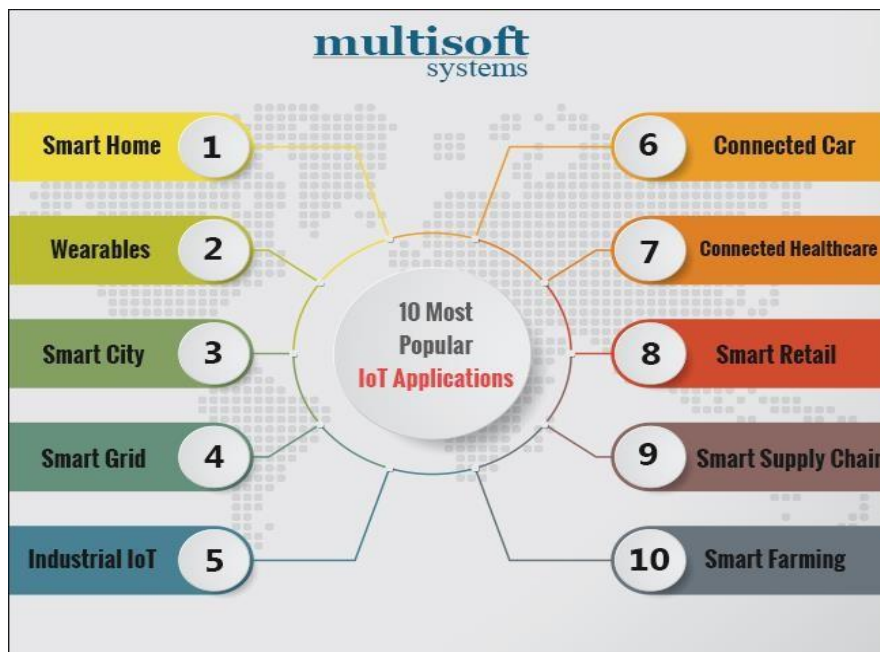 multisoft
systems
Smart Home 1
Wearables 2
Smart City 3
Smart Grid 4
Industrial IoT 5
10 Most
Popular
IoT Applications
6 Connected Car
7 Connected Healthcare
8 Smart Retail
9 Smart Supply Chain
10 Smart Farming